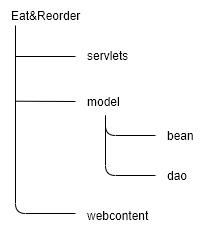 Eat&Reorder
servlets
model
bean
dao
webcontent